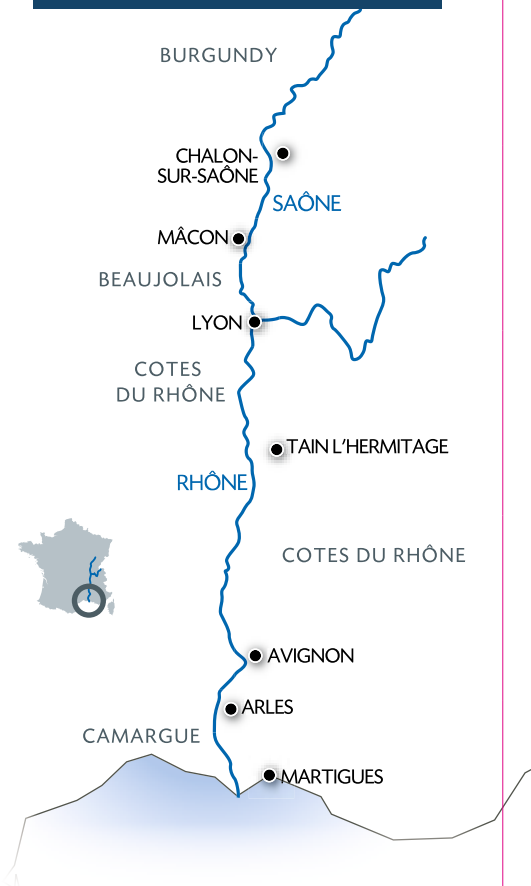 BURGUNDY
CHALON-
SUR-SAÔNE
SAÔNE
MÂCON
BEAUJOLAIS
LYON
COTES
DU RHÔNE
TAIN L'HERMITAGE
RHÔNE
COTES DU RHÔNE
AVIGNON
ARLES
CAMARGUE
MARTIGUES